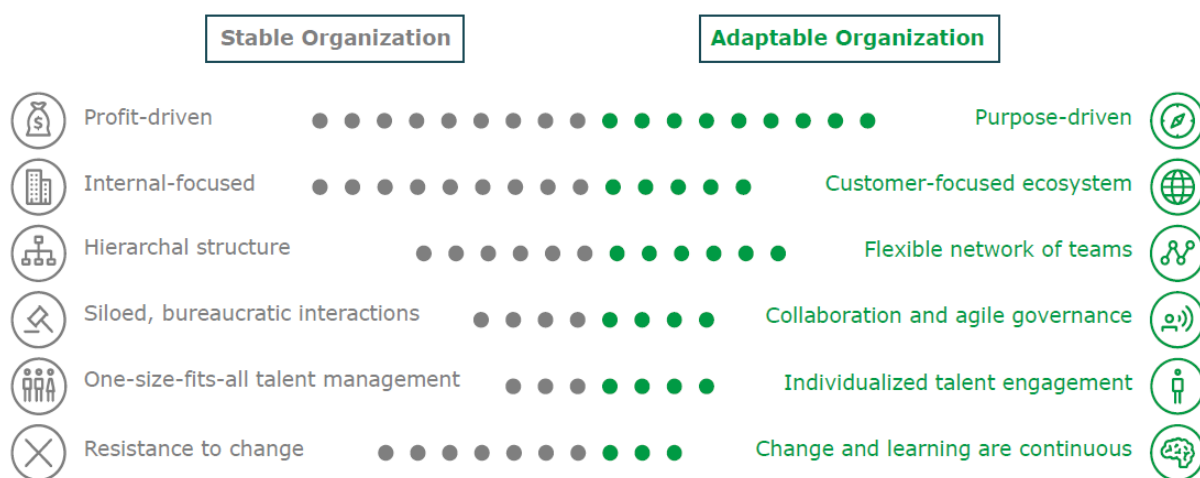 Stable Organization
Adaptable Organization
Profit-driven
Purpose-driven
Internal-focused
Customer-focused ecosystem
Hierarchal structure
Flexible network of teams
Siloed, bureaucratic interactions
Collaboration and agile governance
One-size-fits-all talent management
Individualized talent engagement
Resistance to change
Change and learning are continuous